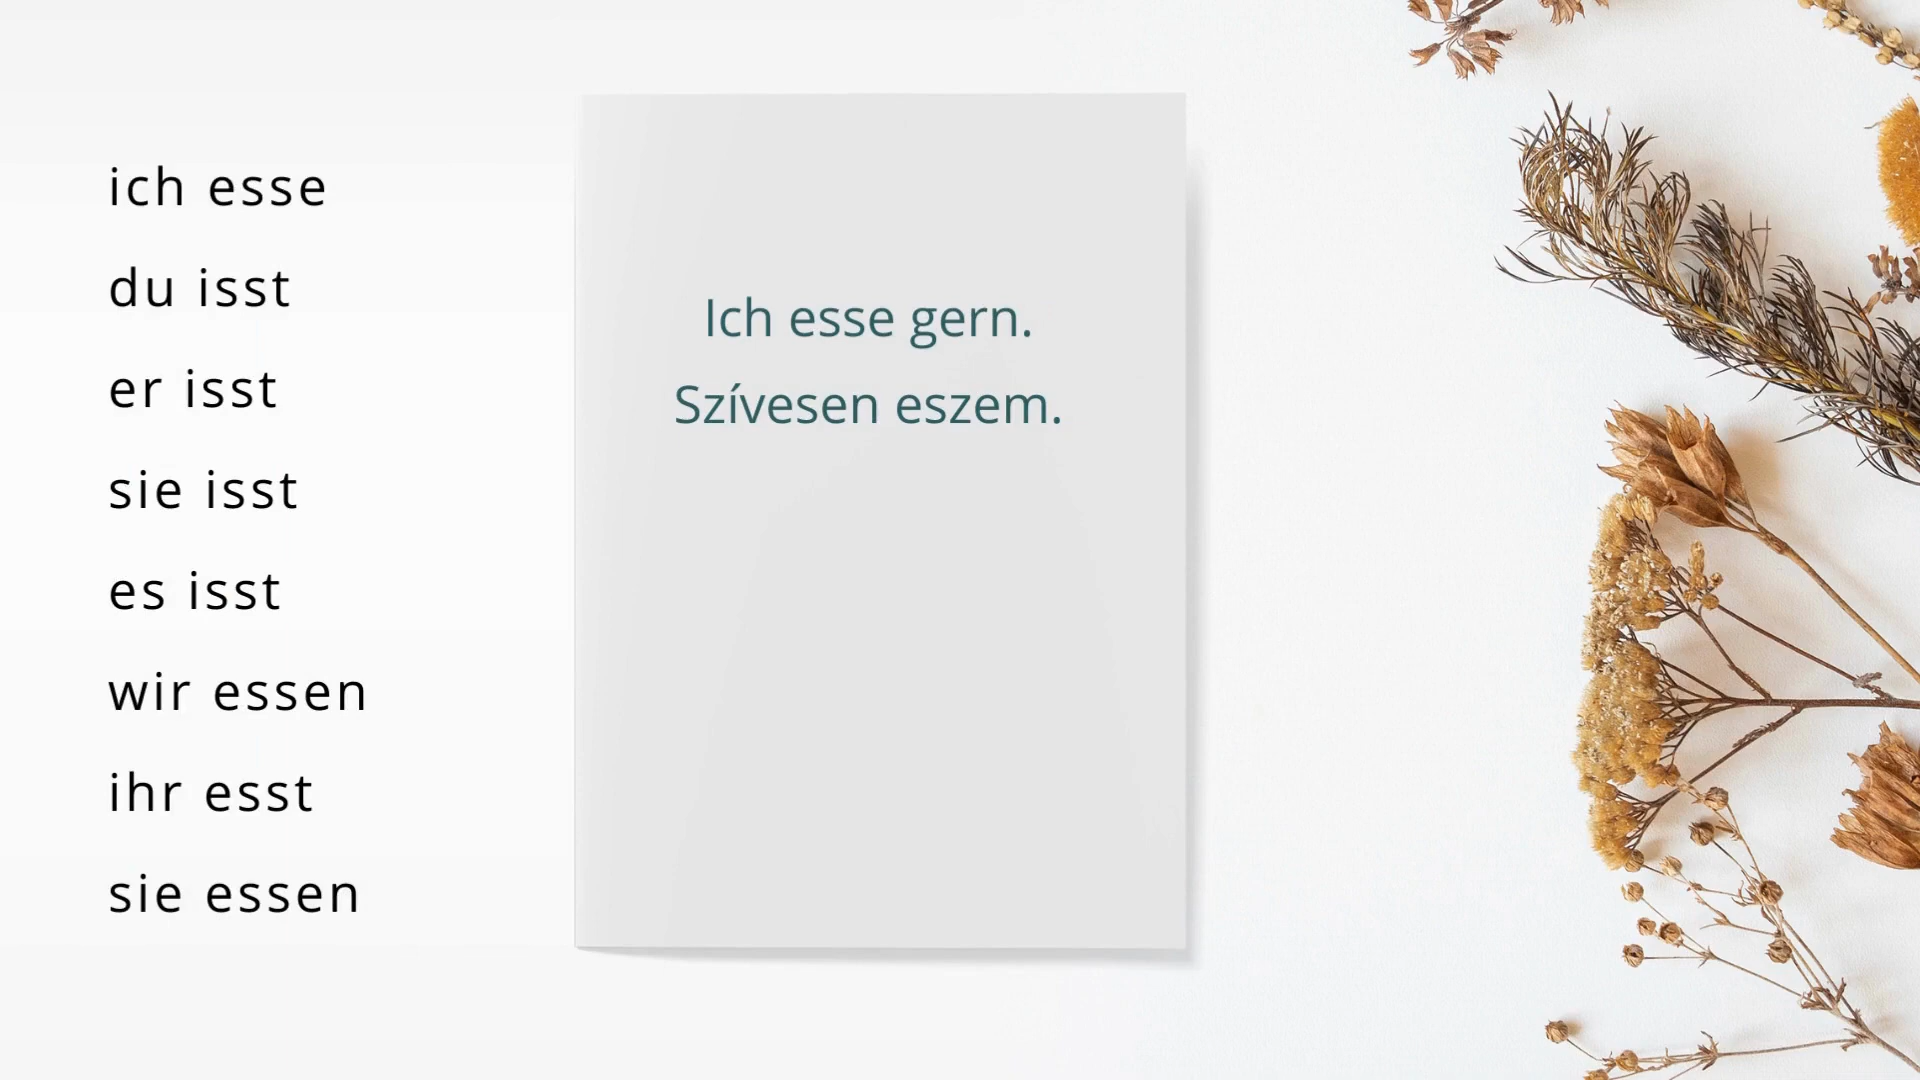 ich esse
du isst
er isst
sie isst
es isst
wir essen
ihr esst
sie essen
Ich esse gern.
Szívesen eszem.